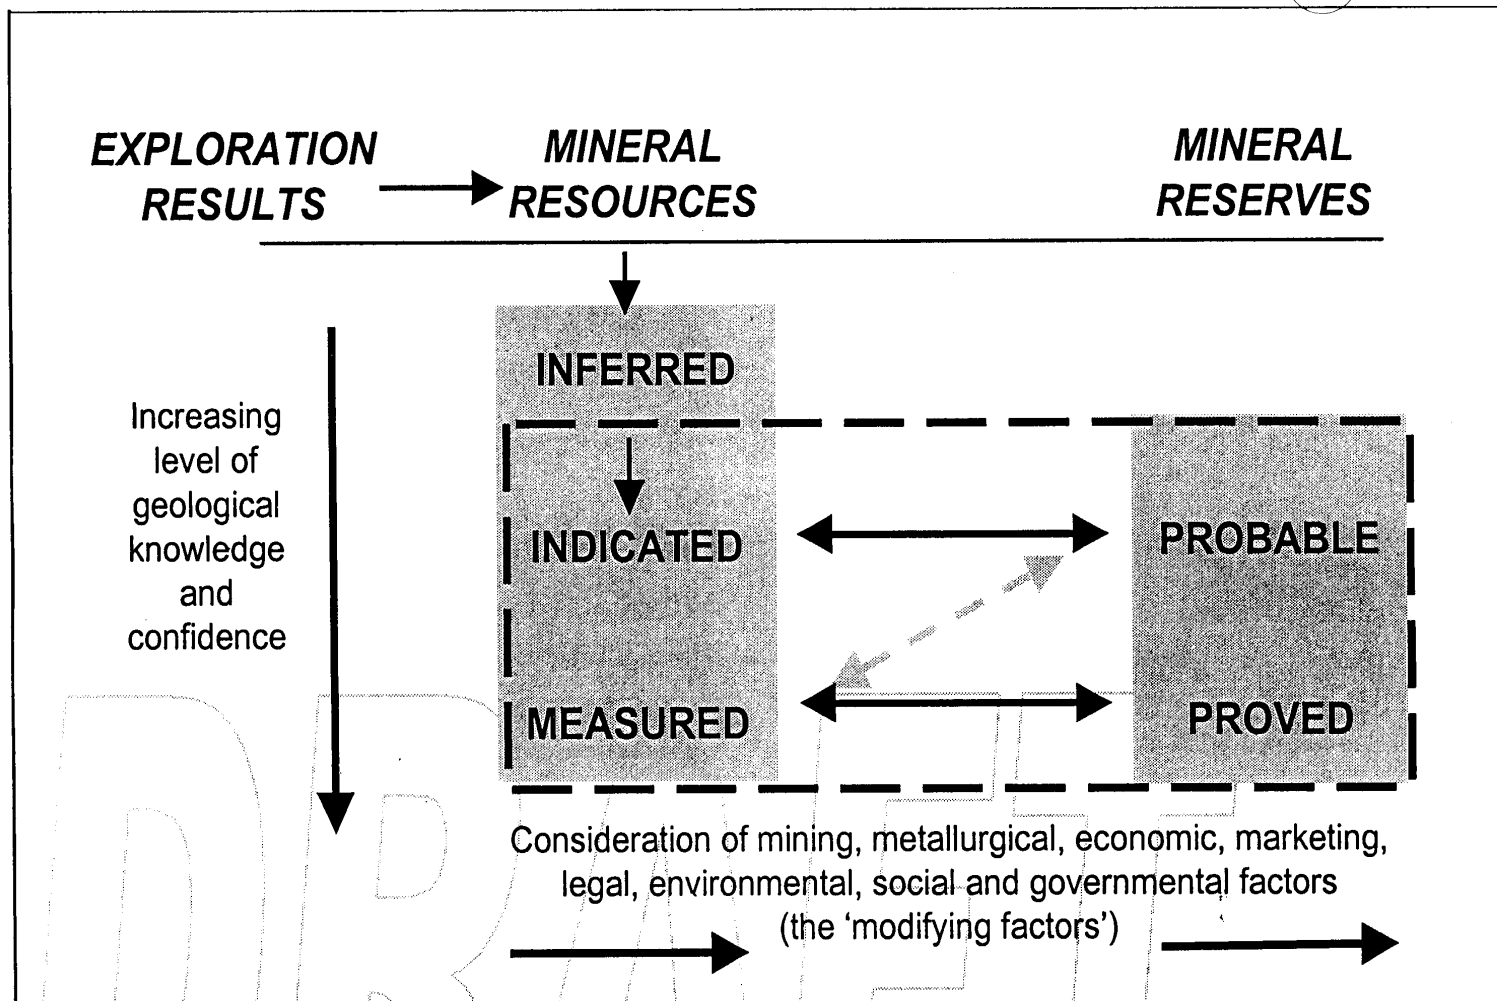 EXPLORATION
RESULTS
MINERAL
RESOURCES
MINERAL
RESERVES
Increasing
level of
geological
knowledge
and
confidence
INFERRED
INDICATED
MEASURED
PROBABLE
PROVED
Consideration of mining, metallurgical, economic, marketing,
legal, environmental, social and governmental factors
(the ‘modifying factors’)
DRAFT